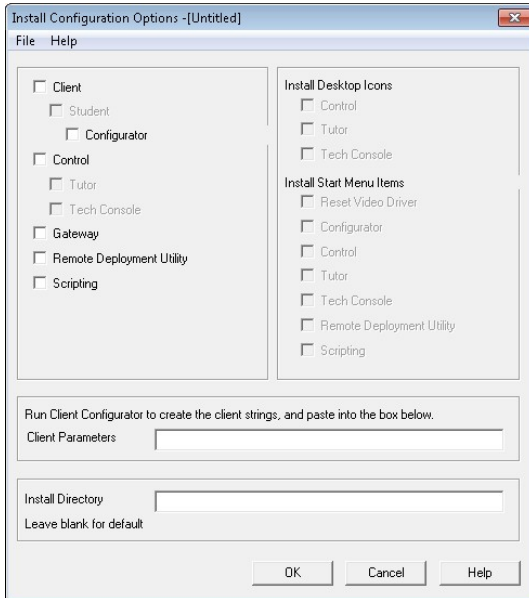 Install Configuration Options -[Untitled]
File Help
Client
Student
Configurator
Control
Tutor
Tech Console
Gateway
Remote Deployment Utility
Scripting
Install Desktop Icons
Control
Tutor
Tech Console
Install Start Menu Items
Reset Video Driver
Configurator
Control
Tutor
Tech Console
Remote Deployment Utility
Scripting
Run Client Configurator to create the client strings, and paste into the box below.
Client Parameters
Install Directory
Leave blank for default
OK Cancel Help